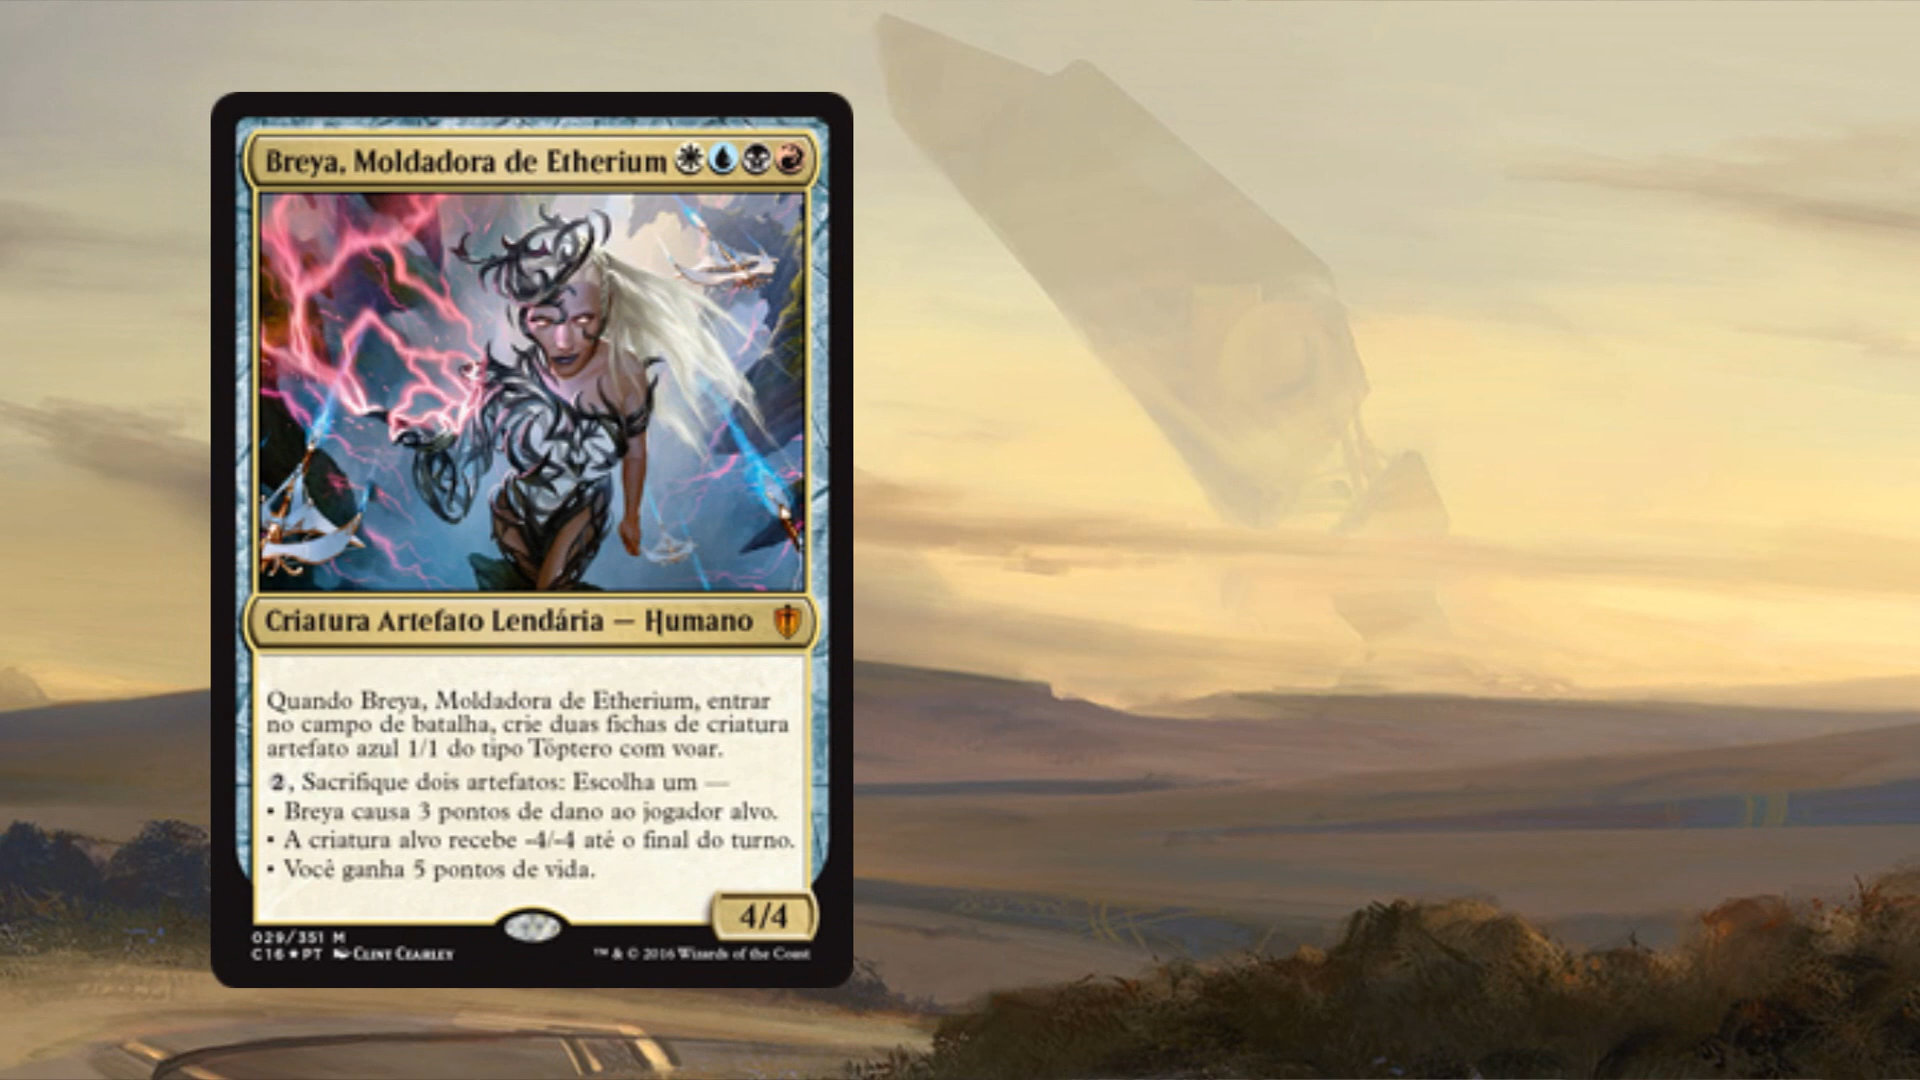 Breya, Moldadora de Etherium
Criatura Artefato Lendária — Humano
Quando Breya, Moldadora de Etherium, entrar
no campo de batalha, crie duas fichas de criatura
artefato azul 1/1 do tipo Tóptero com voar.
2, Sacrifique dois artefatos: Escolha um —
• Breya causa 3 pontos de dano ao jogador alvo.
• A criatura alvo recebe -4/-4 até o final do turno.
• Você ganha 5 pontos de vida.
4/4
029/351 M
C16★PT Clint Cearley
™ & © 2016 Wizards of the Coast